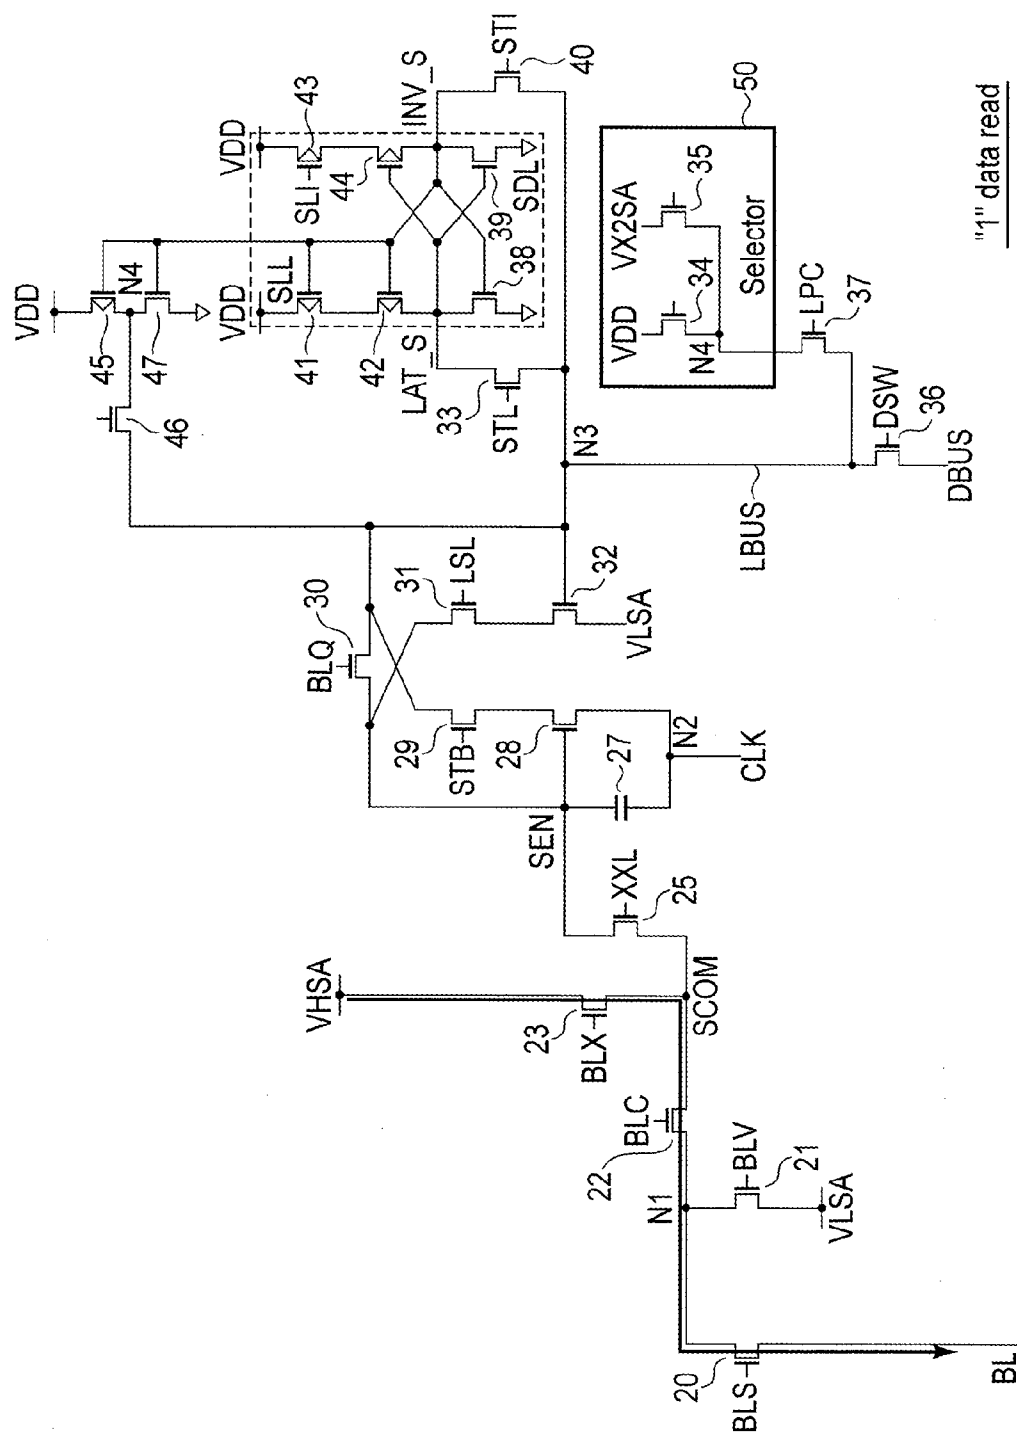 VDD
45
N4
47
46
VDD
SLL
41
42
LAT_S
33
STL
VDD
43
SLI
44
INV_S
STI
40
39
SDL
38
50
VX2SA
35
VDD
34
N4
Selector
LPC
37
DSW
36
DBUS
LBUS
N3
"1" data read
BLQ
30
31
LSL
32
VLSA
29
STB
28
N2
27
CLK
SEN
XXL
25
VHSA
23
BLX
SCOM
BLC
22
N1
BLV
21
VLSA
20
BLS
BL